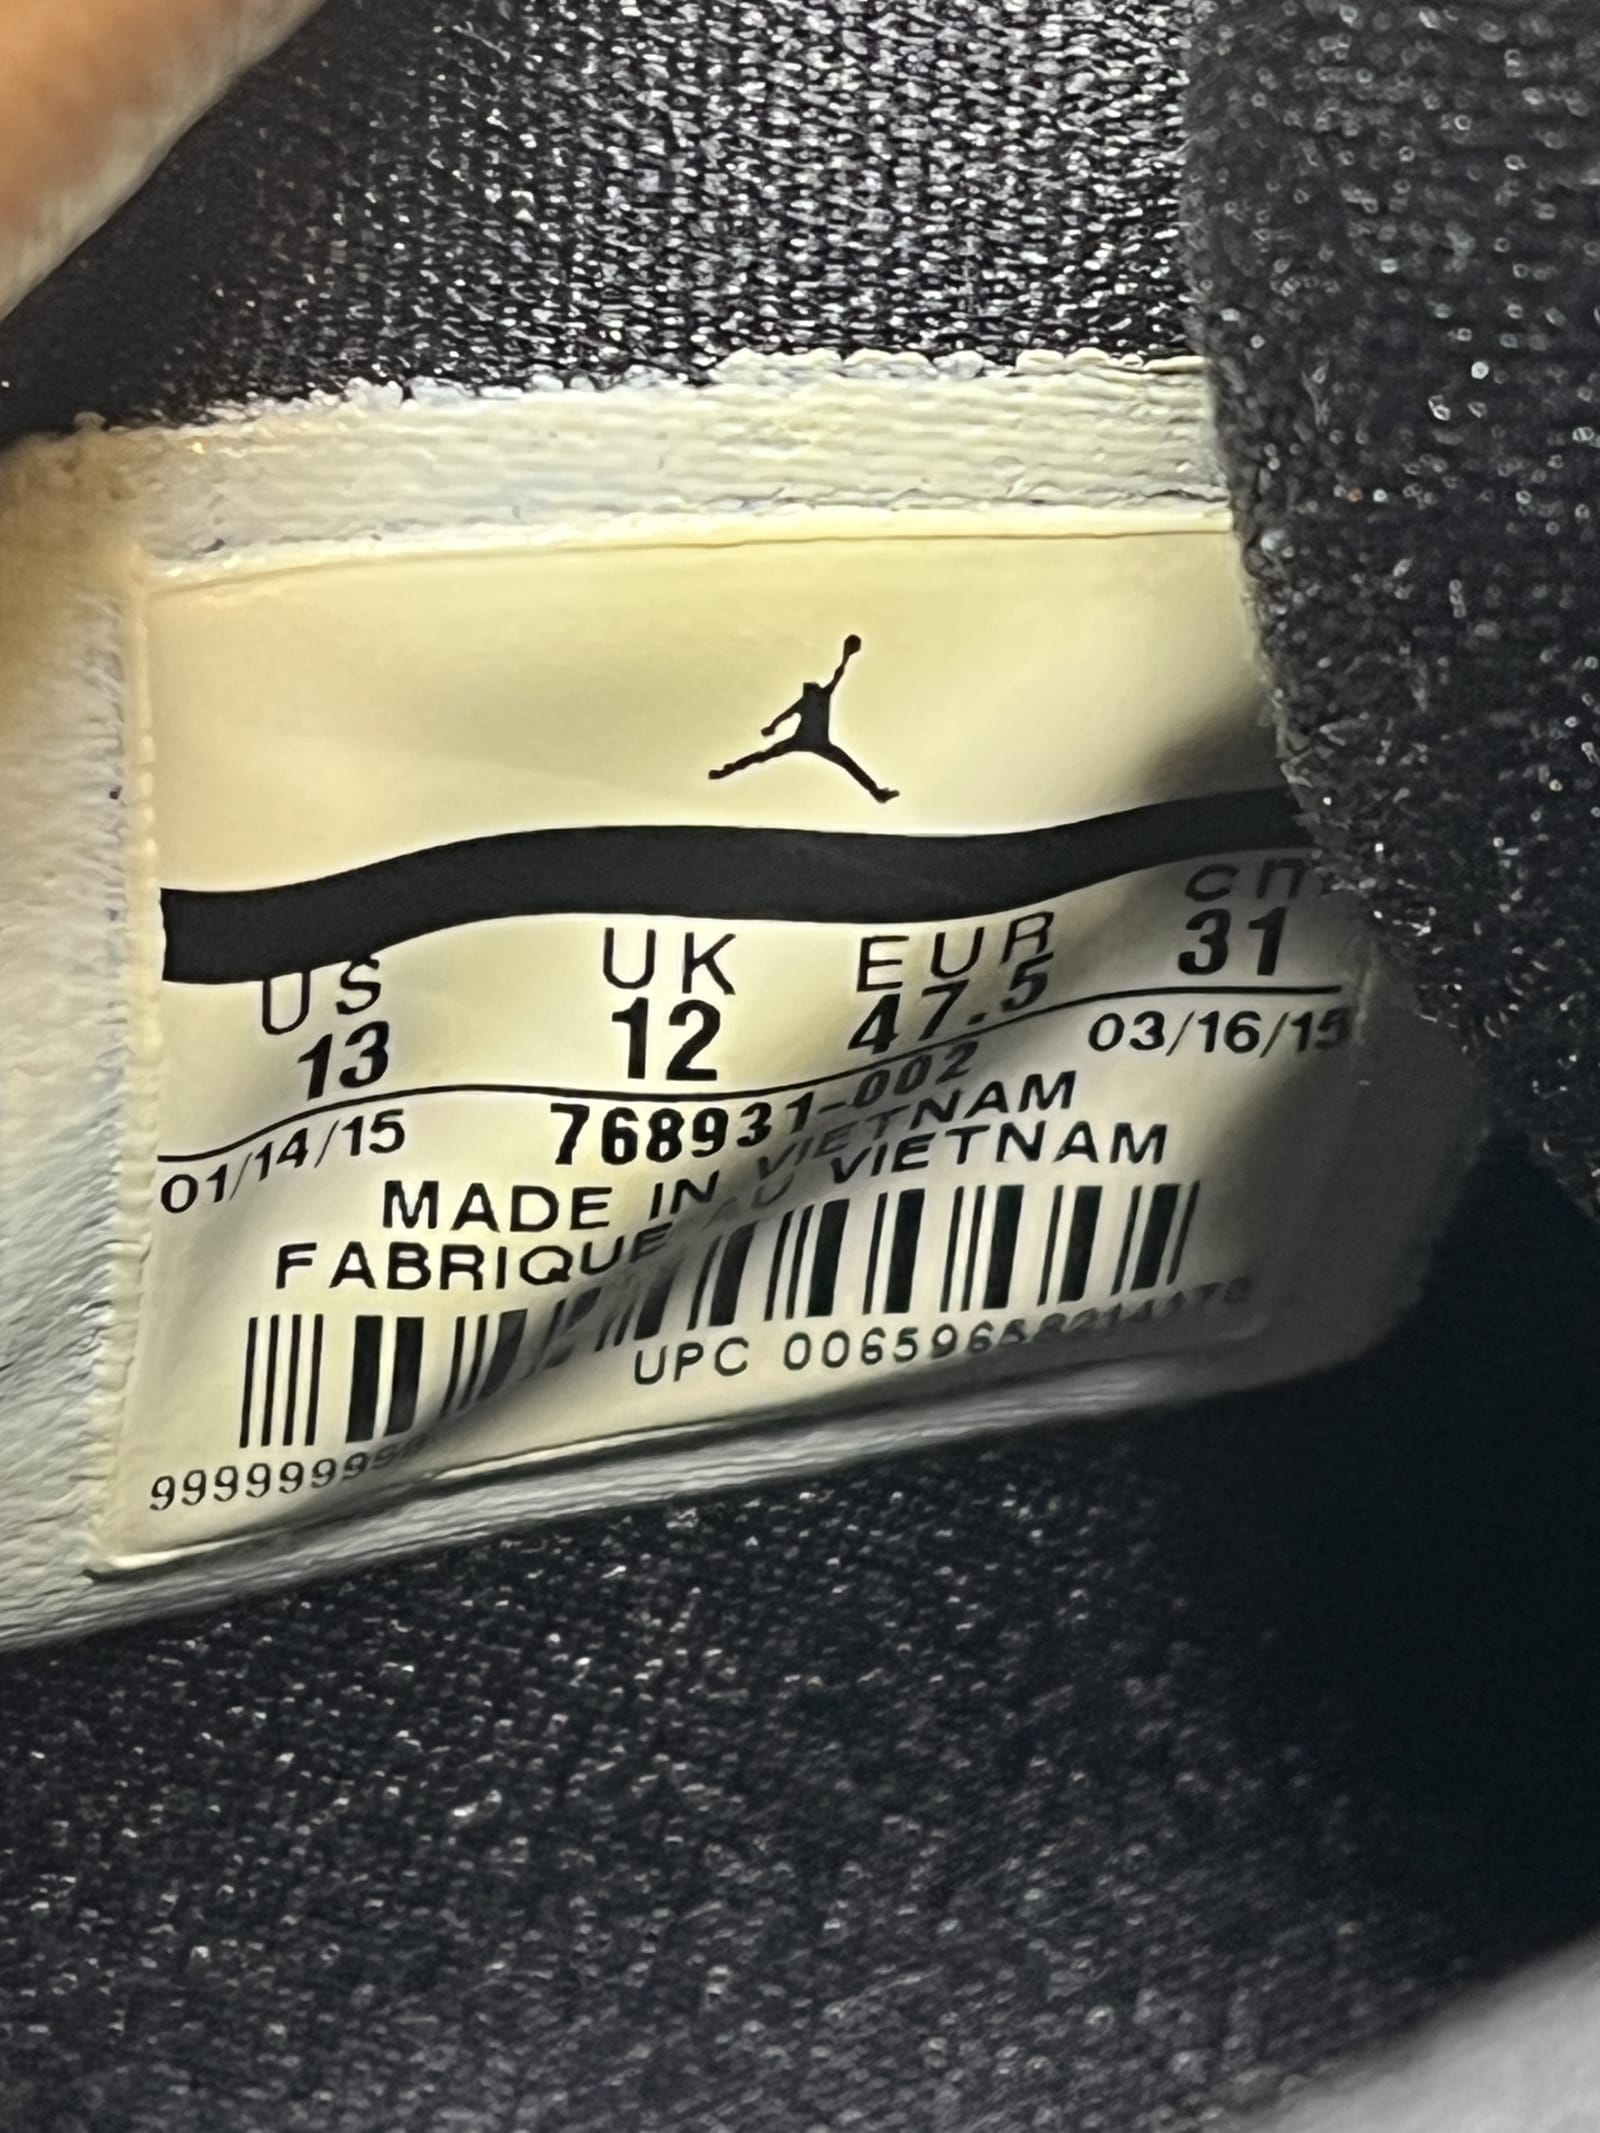 US UK EUR cm
13 12 47.5 31
01/14/15 768931-002 03/16/15
MADE IN VIETNAM
FABRIQUE AU VIETNAM
UPC